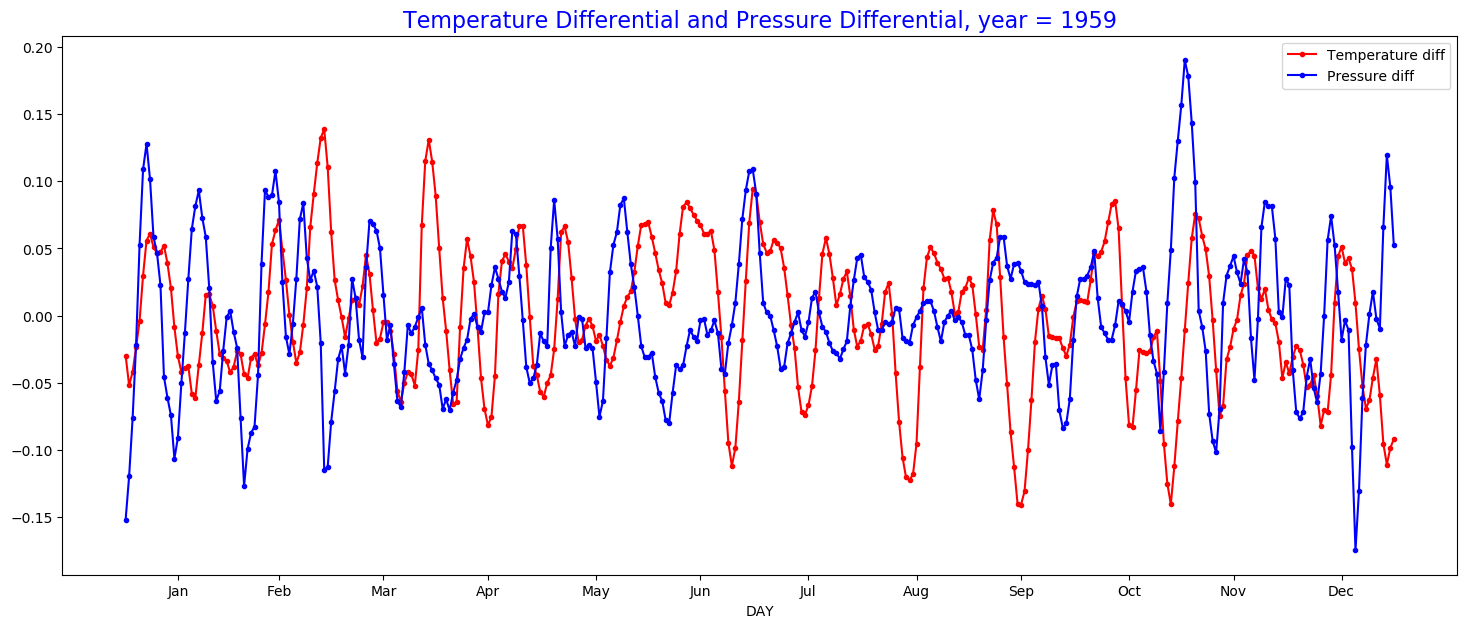 Temperature Differential and Pressure Differential, year = 1959
Temperature diff
Pressure diff
0.20
0.15
0.10
0.05
0.00
−0.05
−0.10
−0.15
Jan Feb Mar Apr May Jun Jul Aug Sep Oct Nov Dec
DAY